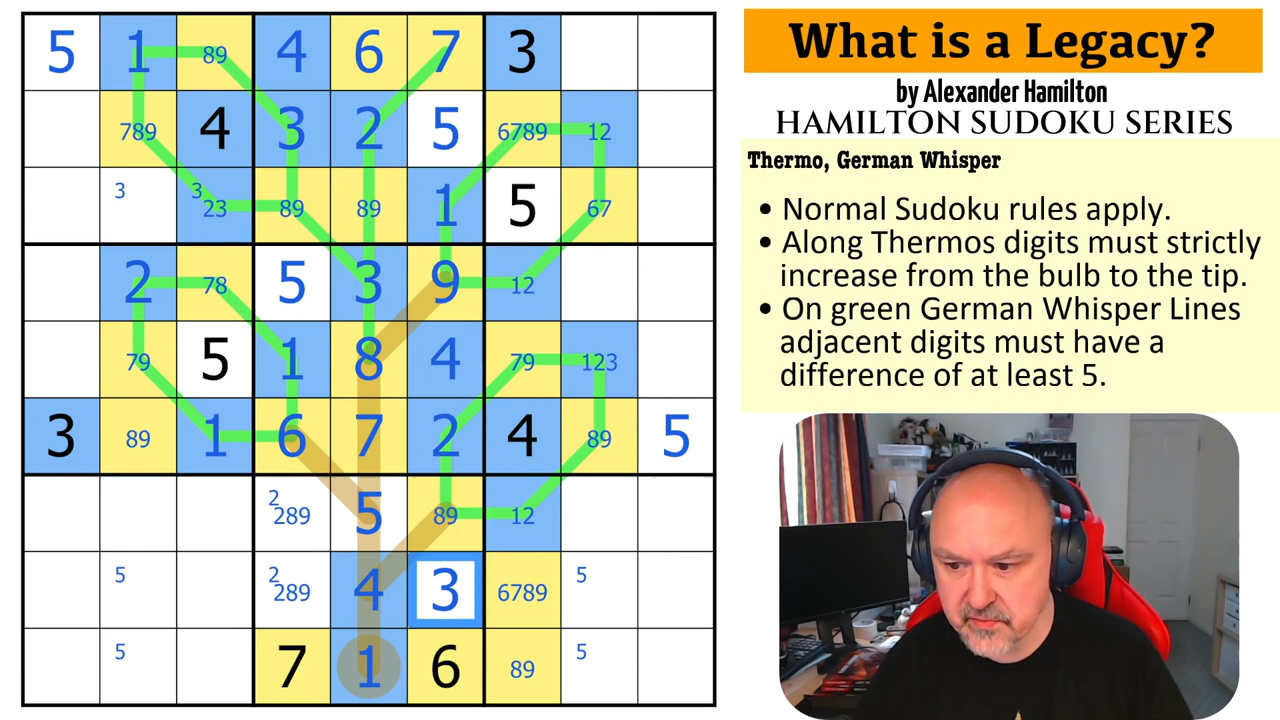 5 1 89 4 6 7 3
789 4 3 2 5 6789 12
3 3 23 89 89 1 5 67
2 78 5 3 9 12
79 5 1 8 4 79 123
3 89 1 6 7 2 4 89 5
2 289 5 89 12
5 2 289 4 3 6789 5
5 7 1 6 89 5
What is a Legacy?
by Alexander Hamilton
HAMILTON SUDOKU SERIES
Thermo, German Whisper
• Normal Sudoku rules apply.
• Along Thermos digits must strictly
increase from the bulb to the tip.
• On green German Whisper Lines
adjacent digits must have a
difference of at least 5.